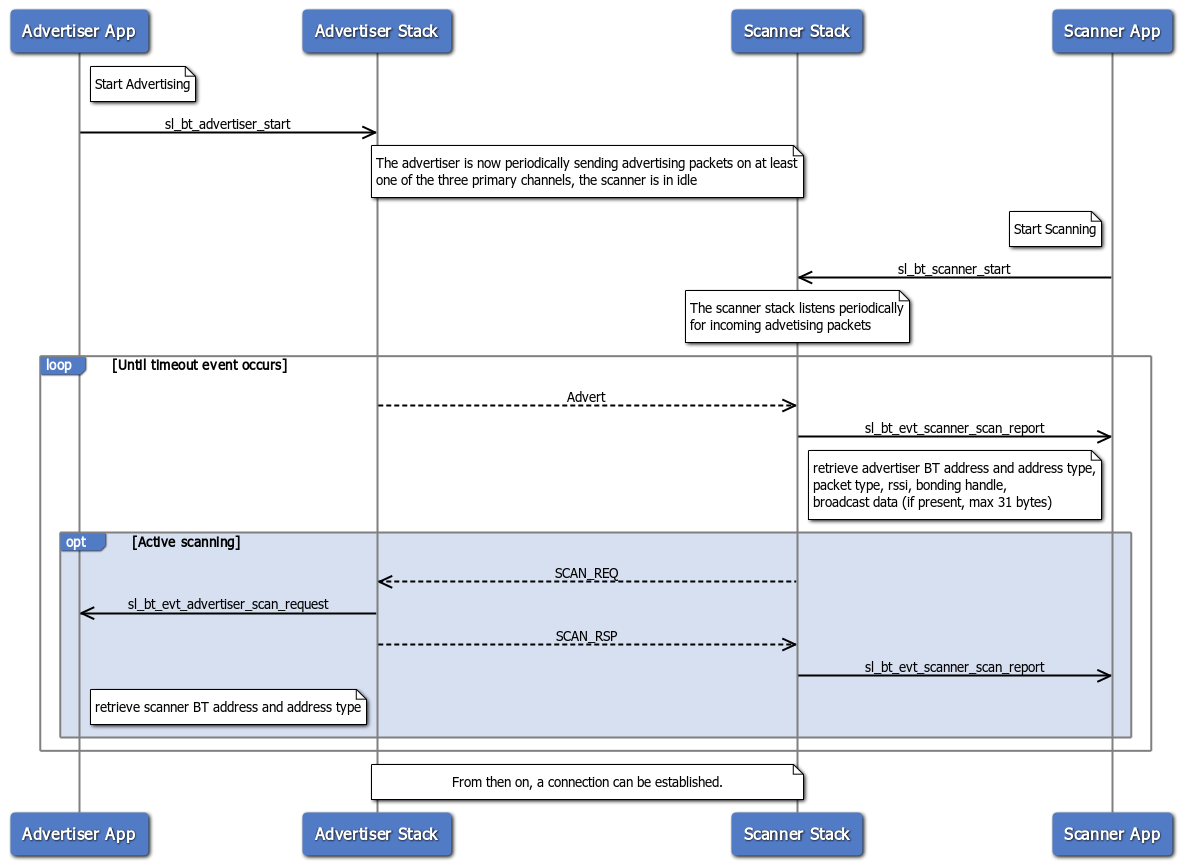 Advertiser App
Advertiser Stack
Scanner Stack
Scanner App
Start Advertising
sl_bt_advertiser_start
The advertiser is now periodically sending advertising packets on at least
one of the three primary channels, the scanner is in idle
Start Scanning
sl_bt_scanner_start
The scanner stack listens periodically
for incoming advetising packets
loop
[Until timeout event occurs]
Advert
sl_bt_evt_scanner_scan_report
retrieve advertiser BT address and address type,
packet type, rssi, bonding handle,
broadcast data (if present, max 31 bytes)
opt
[Active scanning]
SCAN_REQ
sl_bt_evt_advertiser_scan_request
SCAN_RSP
sl_bt_evt_scanner_scan_report
retrieve scanner BT address and address type
From then on, a connection can be established.
Advertiser App
Advertiser Stack
Scanner Stack
Scanner App